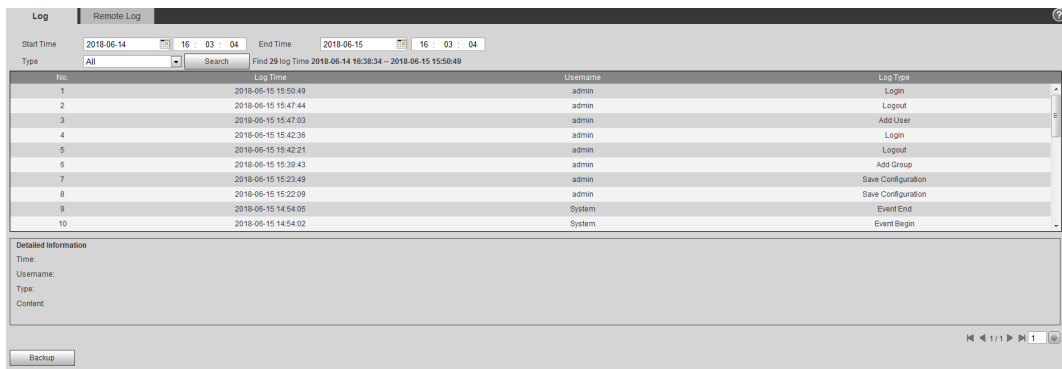 Log Remote Log
Start Time 2018-06-14 16 : 03 : 04 End Time 2018-06-15 16 : 03 : 04
Type All Search Find 29 log Time 2018-06-14 16:38:34 -- 2018-06-15 15:50:49
No. Log Time Username Log Type
1 2018-06-15 15:50:49 admin Login
2 2018-06-15 15:47:44 admin Logout
3 2018-06-15 15:47:03 admin Add User
4 2018-06-15 15:42:36 admin Login
5 2018-06-15 15:42:21 admin Logout
6 2018-06-15 15:39:43 admin Add Group
7 2018-06-15 15:23:49 admin Save Configuration
8 2018-06-15 15:22:09 admin Save Configuration
9 2018-06-15 14:54:05 System Event End
10 2018-06-15 14:54:02 System Event Begin
Detailed Information
Time:
Username:
Type:
Content:
1 / 1 1
Backup